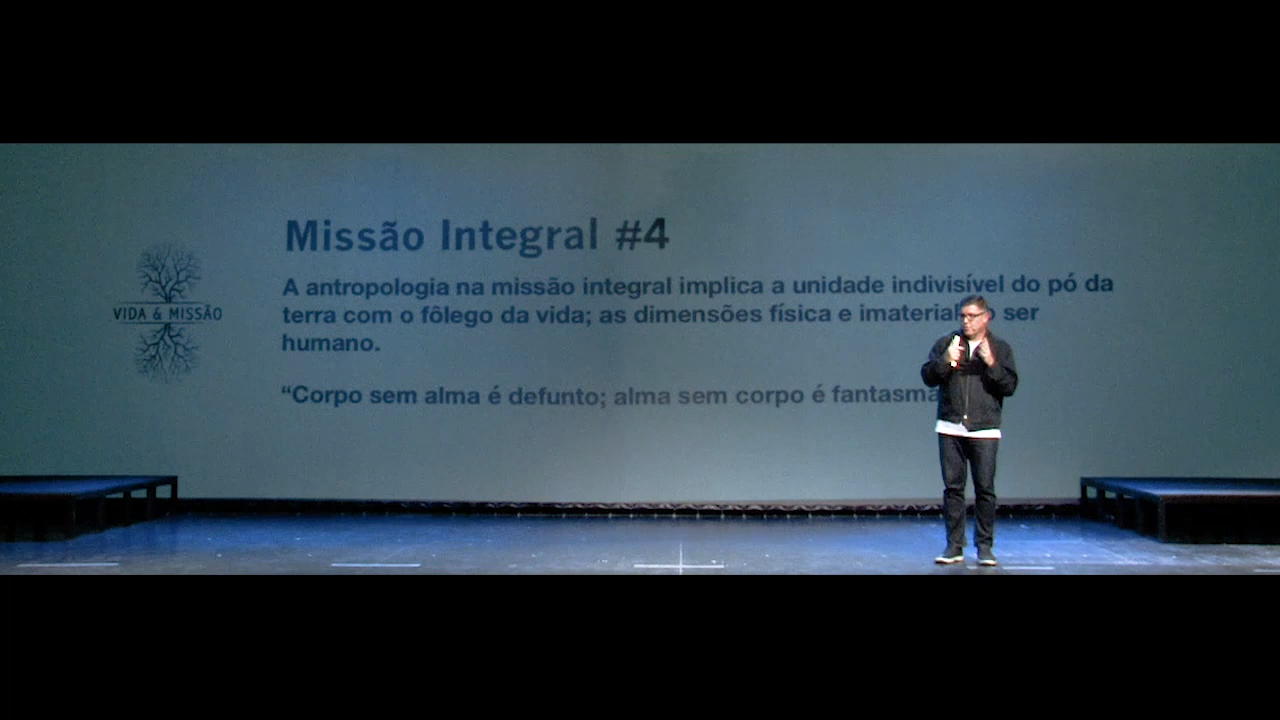 Missão Integral #4
A antropologia na missão integral implica a unidade indivisível do pó da
terra com o fôlego da vida; as dimensões física e imaterial ser
humano.
“Corpo sem alma é defunto; alma sem corpo é fantasma
VIDA & MISSÃO